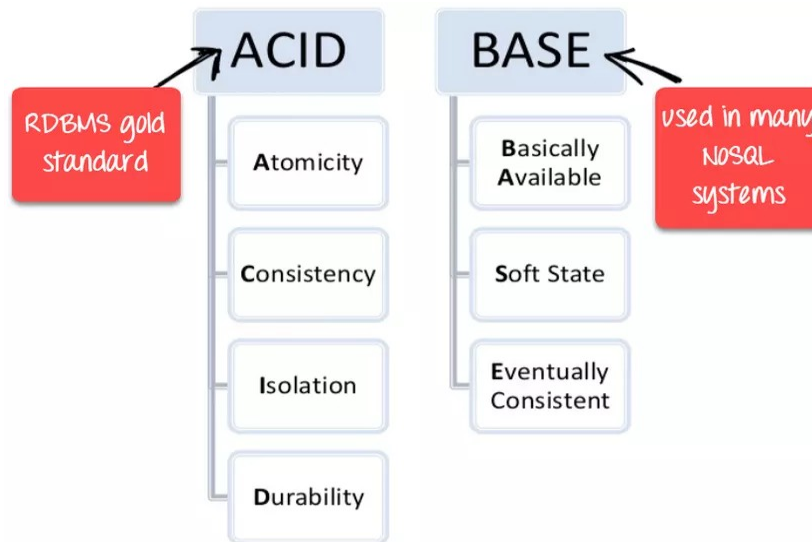 ACID
BASE
RDBMS gold
standard
used in many
NOSQL
systems
Atomicity
Consistency
Isolation
Durability
Basically
Available
Soft State
Eventually
Consistent